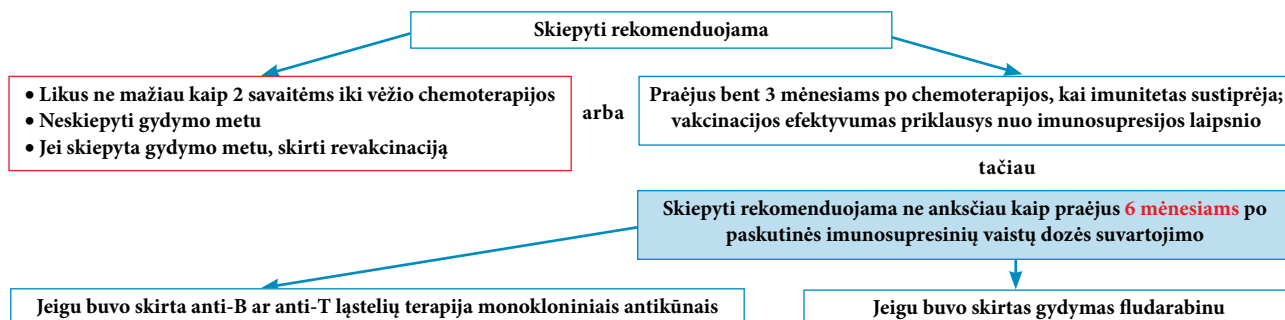 Skiepyti rekomenduojama
• Likus ne mažiau kaip 2 savaitėms iki vėžio chemoterapijos
• Neskiepyti gydymo metu
• Jei skiepyta gydymo metu, skirti revakcinaciją
arba
Praėjus bent 3 mėnesiams po chemoterapijos, kai imunitetas sustiprėja;
vakcinacijos efektyvumas priklausys nuo imunosupresijos laipsnio
tačiau
Skiepyti rekomenduojama ne anksčiau kaip praėjus 6 mėnesiams po
paskutinės imunosupresinių vaistų dozės suvartojimo
Jeigu buvo skirta anti-B ar anti-T ląstelių terapija monokloniniais antikūnais
Jeigu buvo skirtas gydymas fludarabinu